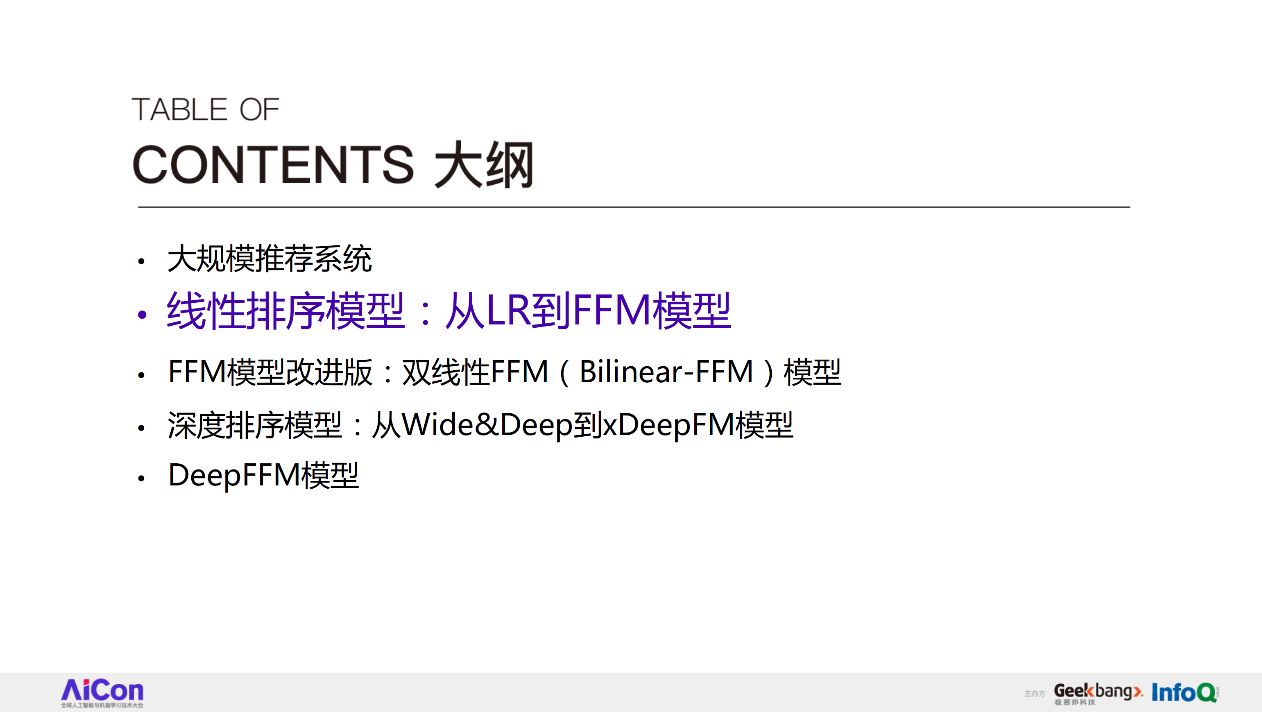 TABLE OF
CONTENTS 大纲
• 大规模推荐系统
• 线性排序模型：从LR到FFM模型
• FFM模型改进版：双线性FFM（Bilinear-FFM）模型
• 深度排序模型：从Wide&Deep到xDeepFM模型
• DeepFFM模型
AiCon
全球人工智能与机器学习技术大会
主办方
Geekbang>.
极客邦科技
InfoQ